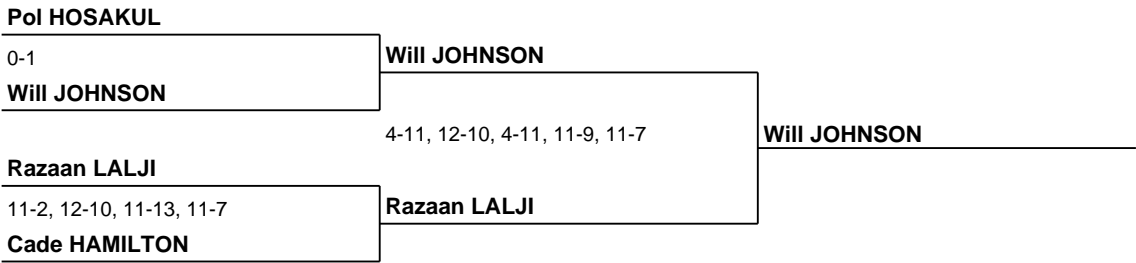 Pol HOSAKUL
0-1
Will JOHNSON
Will JOHNSON
4-11, 12-10, 4-11, 11-9, 11-7
Will JOHNSON
Razaan LALJI
11-2, 12-10, 11-13, 11-7
Razaan LALJI
Cade HAMILTON